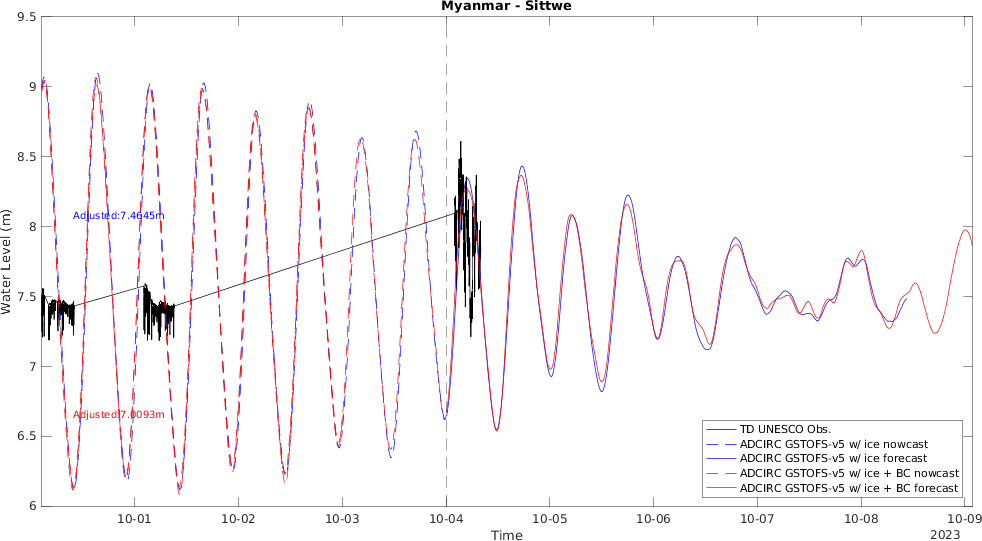 Myanmar - Sittwe
9.5
9
8.5
8
7.5
7
6.5
6
Water Level (m)
Adjusted:7.4645m
Adjusted:7.0093m
TD UNESCO Obs.
ADCIRC GSTOFS-v5 w/ ice nowcast
ADCIRC GSTOFS-v5 w/ ice forecast
ADCIRC GSTOFS-v5 w/ ice + BC nowcast
ADCIRC GSTOFS-v5 w/ ice + BC forecast
10-01 10-02 10-03 10-04 10-05 10-06 10-07 10-08 10-09
Time
2023